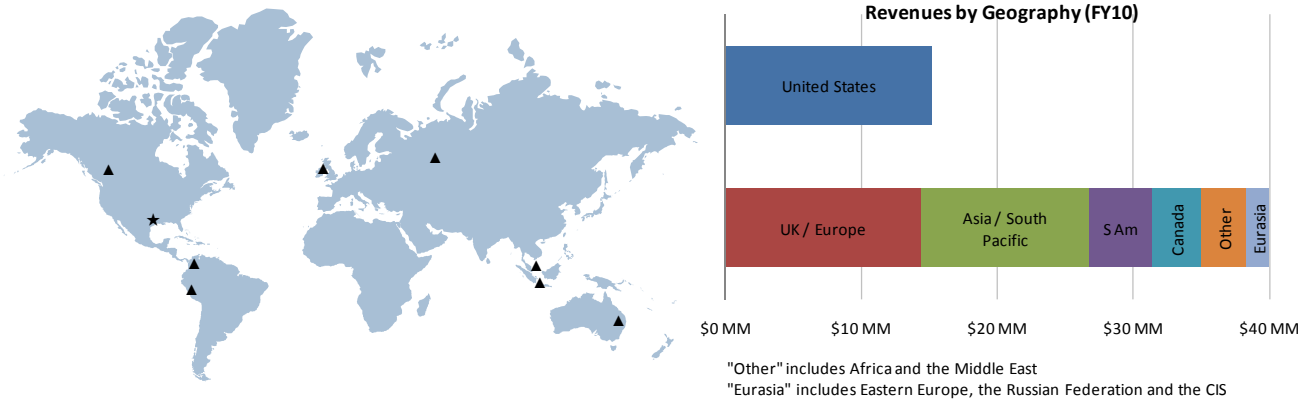 Revenues by Geography (FY10)
United States
UK / Europe
Asia / South
Pacific
S Am
Canada
Other
Eurasia
$0 MM
$10 MM
$20 MM
$30 MM
$40 MM
"Other" includes Africa and the Middle East
"Eurasia" includes Eastern Europe, the Russian Federation and the CIS